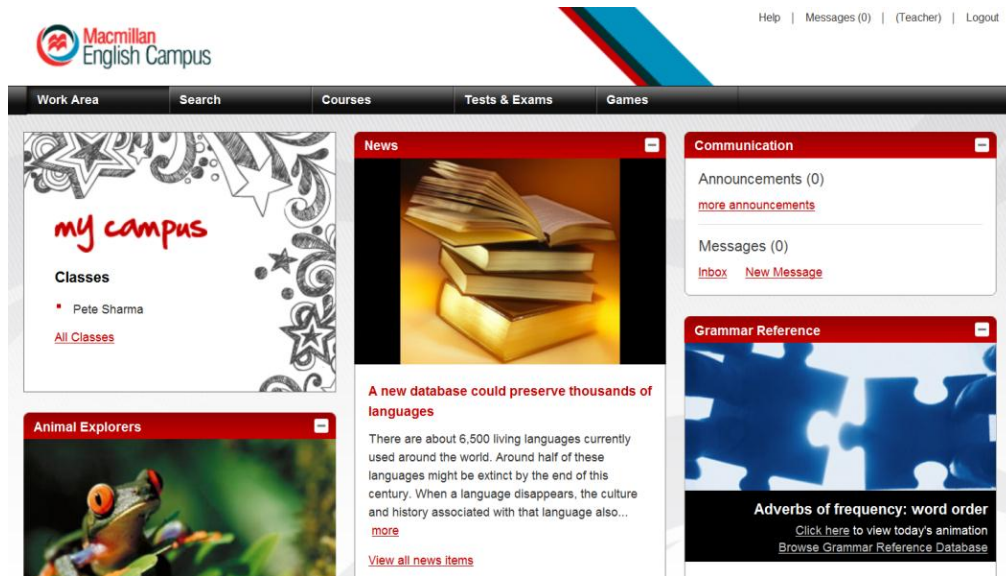 Help | Messages (0) | (Teacher) | Logout
Macmillan
English Campus
Work Area Search Courses Tests & Exams Games
my campus
Classes
Pete Sharma
All Classes
Animal Explorers
News
A new database could preserve thousands of
languages
There are about 6,500 living languages currently
used around the world. Around half of these
languages might be extinct by the end of this
century. When a language disappears, the culture
and history associated with that language also...
more
View all news items
Communication
Announcements (0)
more announcements
Messages (0)
Inbox New Message
Grammar Reference
Adverbs of frequency: word order
Click here to view today's animation
Browse Grammar Reference Database